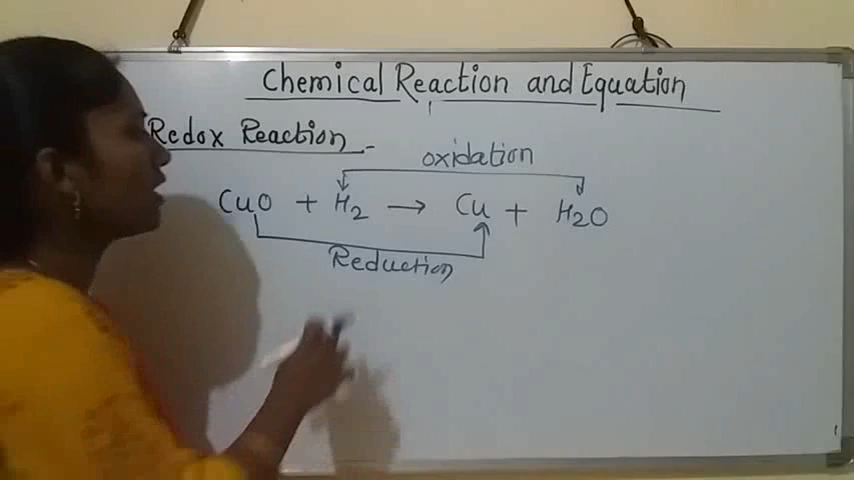 Chemical Reaction and Equation
Redox Reaction -
oxidation
CuO + H2 → Cu + H2O
Reduction